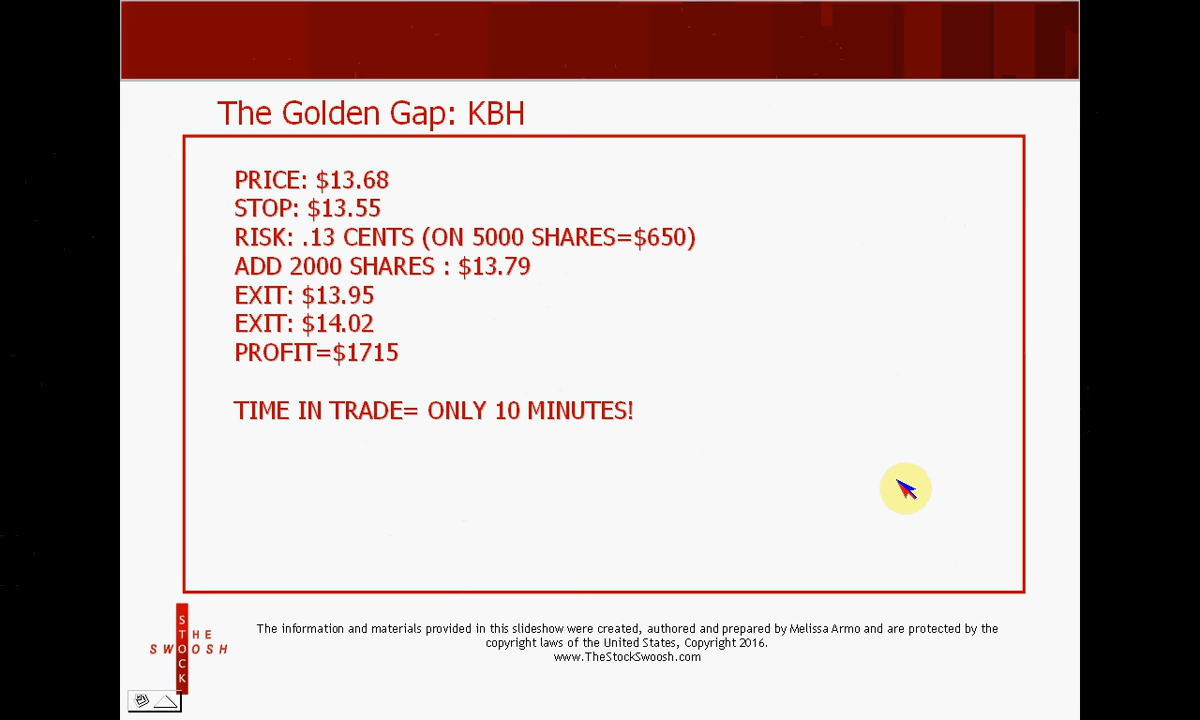 The Golden Gap: KBH
PRICE: $13.68
STOP: $13.55
RISK: .13 CENTS (ON 5000 SHARES=$650)
ADD 2000 SHARES : $13.79
EXIT: $13.95
EXIT: $14.02
PROFIT=$1715
TIME IN TRADE= ONLY 10 MINUTES!
THE
STOCK
SWOOSH
The information and materials provided in this slideshow were created, authored and prepared by Melissa Armo and are protected by the
copyright laws of the United States, Copyright 2016.
www.TheStockSwoosh.com